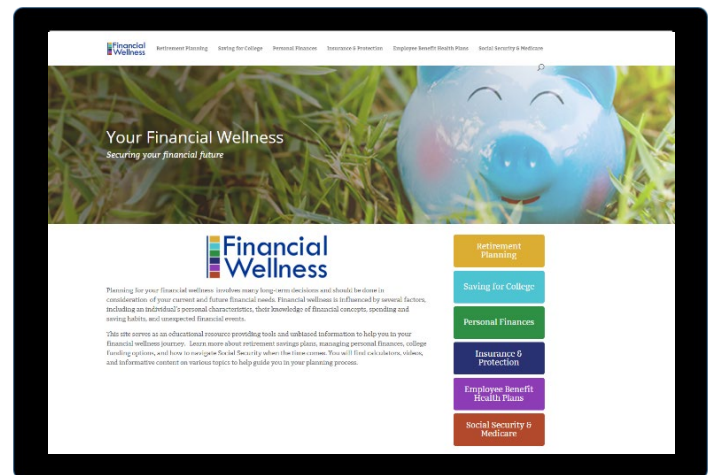 Financial
Wellness
Retirement Planning Saving for College Personal Finances Insurance & Protection Employee Benefit Health Plans Social Security & Medicare
Your Financial Wellness
Securing your financial future
Financial
Wellness
Planning for your financial wellness involves many long-term decisions and should be done in
consideration of your current and future financial needs. Financial wellness is influenced by several factors,
including an individual's personal characteristics, their knowledge of financial concepts, spending and
saving habits, and unexpected financial events.
This site serves as an educational resource providing tools and unbiased information to help you in your
financial wellness journey. Learn more about retirement savings plans, managing personal finances, college
funding options, and how to navigate Social Security when the time comes. You will find calculators, videos,
and informative content on various topics to help guide you in your planning process.
Retirement
Planning
Saving for College
Personal Finances
Insurance &
Protection
Employee Benefit
Health Plans
Social Security &
Medicare